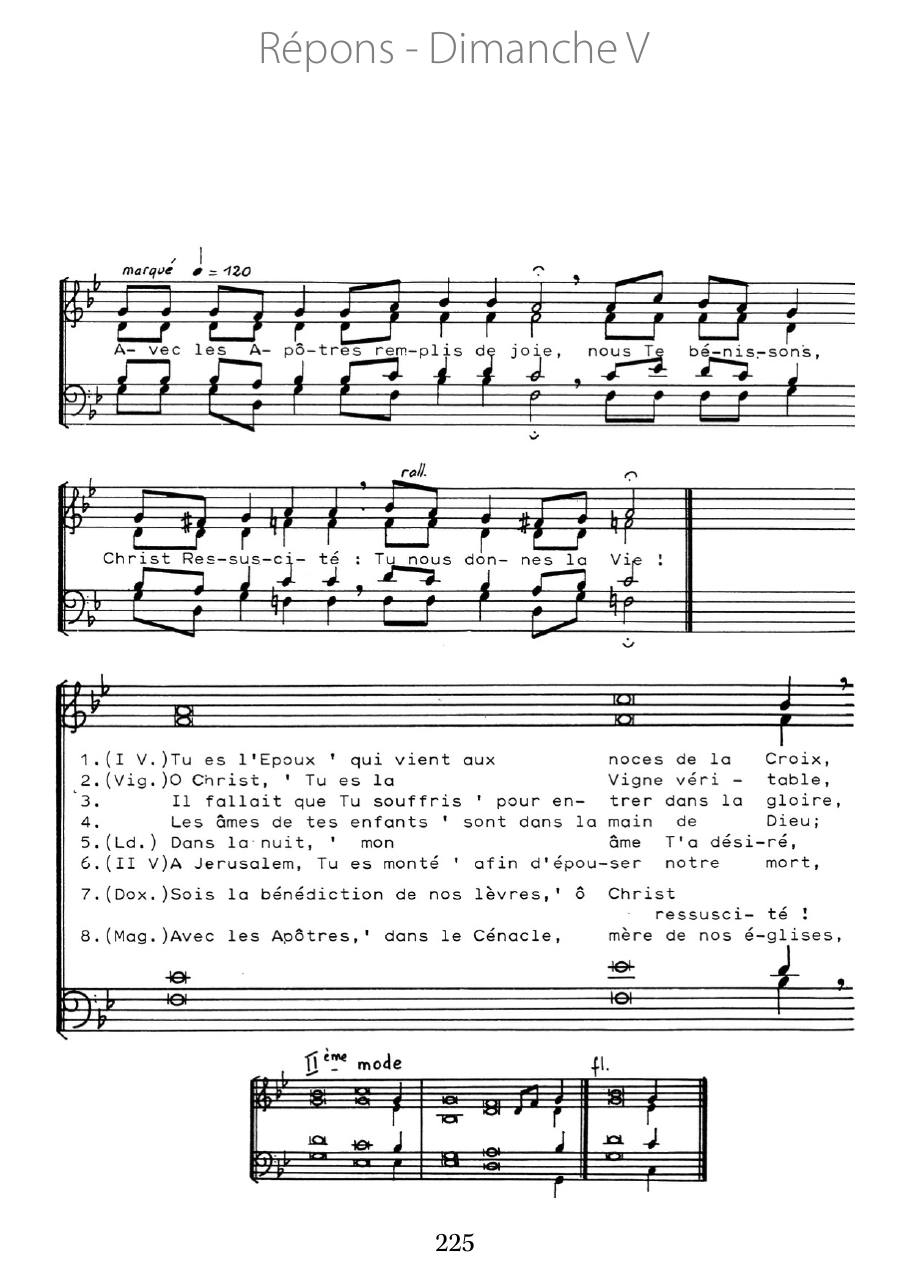 Répons - Dimanche V
marqué ♩ = 120
A- vec les A- pô-tres rem-plis de joie, nous Te bé-nis-sons,
rall.
Christ Res-sus-ci- té : Tu nous don- nes la Vie !
1.(I V.)Tu es l'Epoux ' qui vient aux noces de la Croix,
2.(Vig.)O Christ, ' Tu es la Vigne véri - table,
3. Il fallait que Tu souffris ' pour en- trer dans la gloire,
4. Les âmes de tes enfants ' sont dans la main de Dieu;
5.(Ld.) Dans la nuit, ' mon âme T'a dési-ré,
6.(II V)A Jerusalem, Tu es monté ' afin d'épou-ser notre mort,
7.(Dox.)Sois la bénédiction de nos lèvres,' ô Christ
ressusci- té !
8.(Mag.)Avec les Apôtres,' dans le Cénacle, mère de nos é-glises,
IIème mode fl.
225